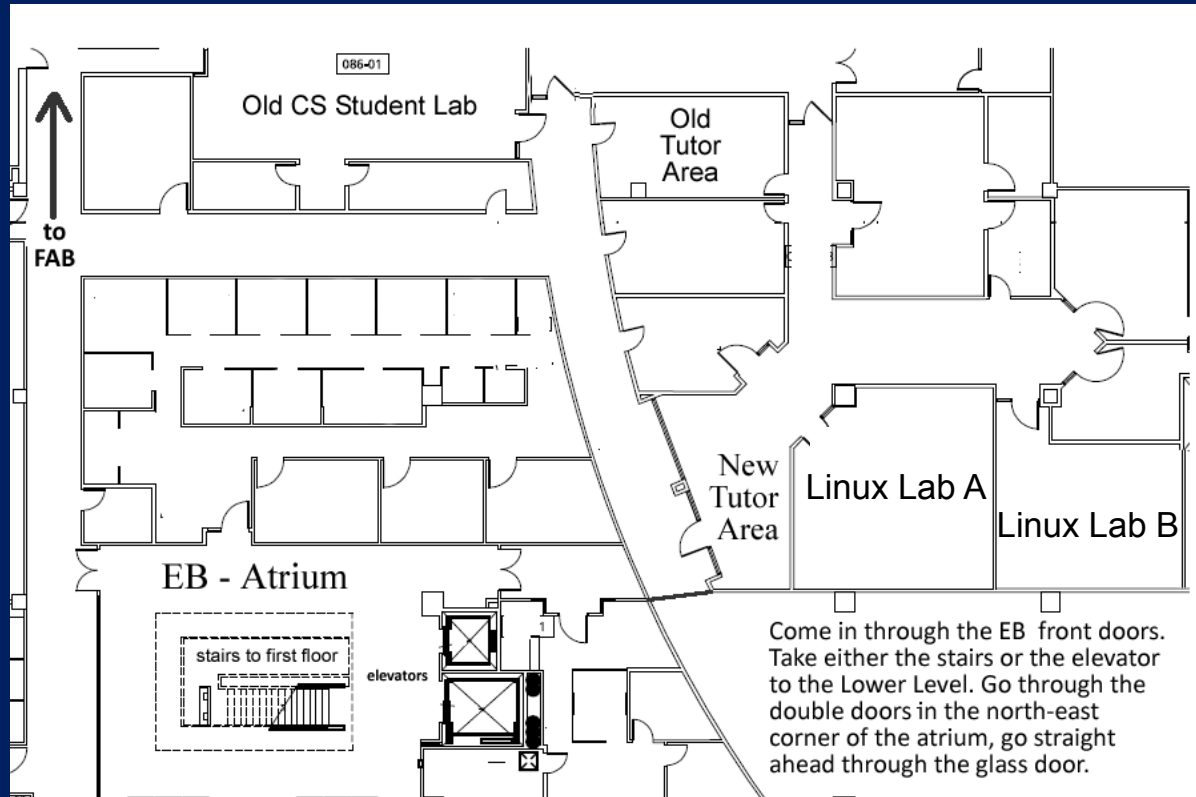 086-01
Old CS Student Lab
Old
Tutor
Area
to
FAB
New
Tutor
Area
Linux Lab A
Linux Lab B
EB - Atrium
stairs to first floor
elevators
1
Come in through the EB front doors.
Take either the stairs or the elevator
to the Lower Level. Go through the
double doors in the north-east
corner of the atrium, go straight
ahead through the glass door.